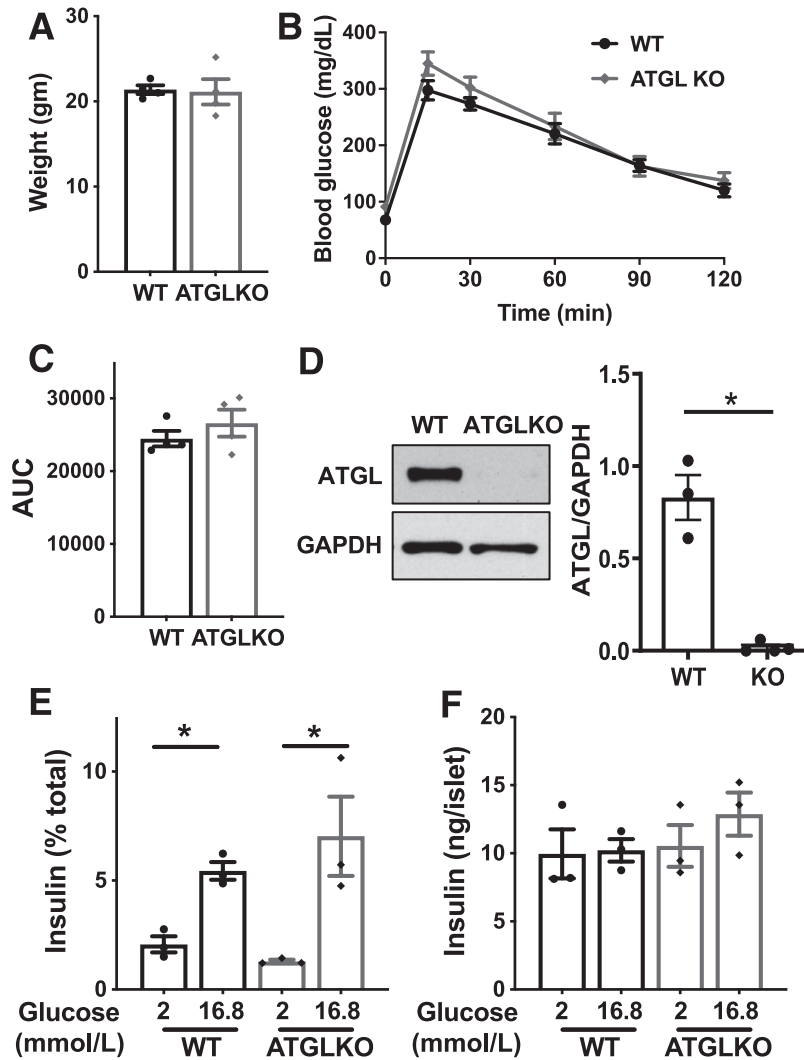 A
Weight (gm)
30
20
10
0
WT ATGLKO
B
Blood glucose (mg/dL)
400
300
200
100
0
0 30 60 90 120
Time (min)
WT
ATGL KO
C
AUC
30000
20000
10000
0
WT ATGLKO
D
WT ATGLKO
ATGL
GAPDH
ATGL/GAPDH
1.5
1.0
0.5
0.0
*
WT KO
E
Insulin (% total)
10
5
0
* *
Glucose 2 16.8 2 16.8
(mmol/L) WT ATGLKO
F
Insulin (ng/islet)
20
15
10
5
0
Glucose 2 16.8 2 16.8
(mmol/L) WT ATGLKO